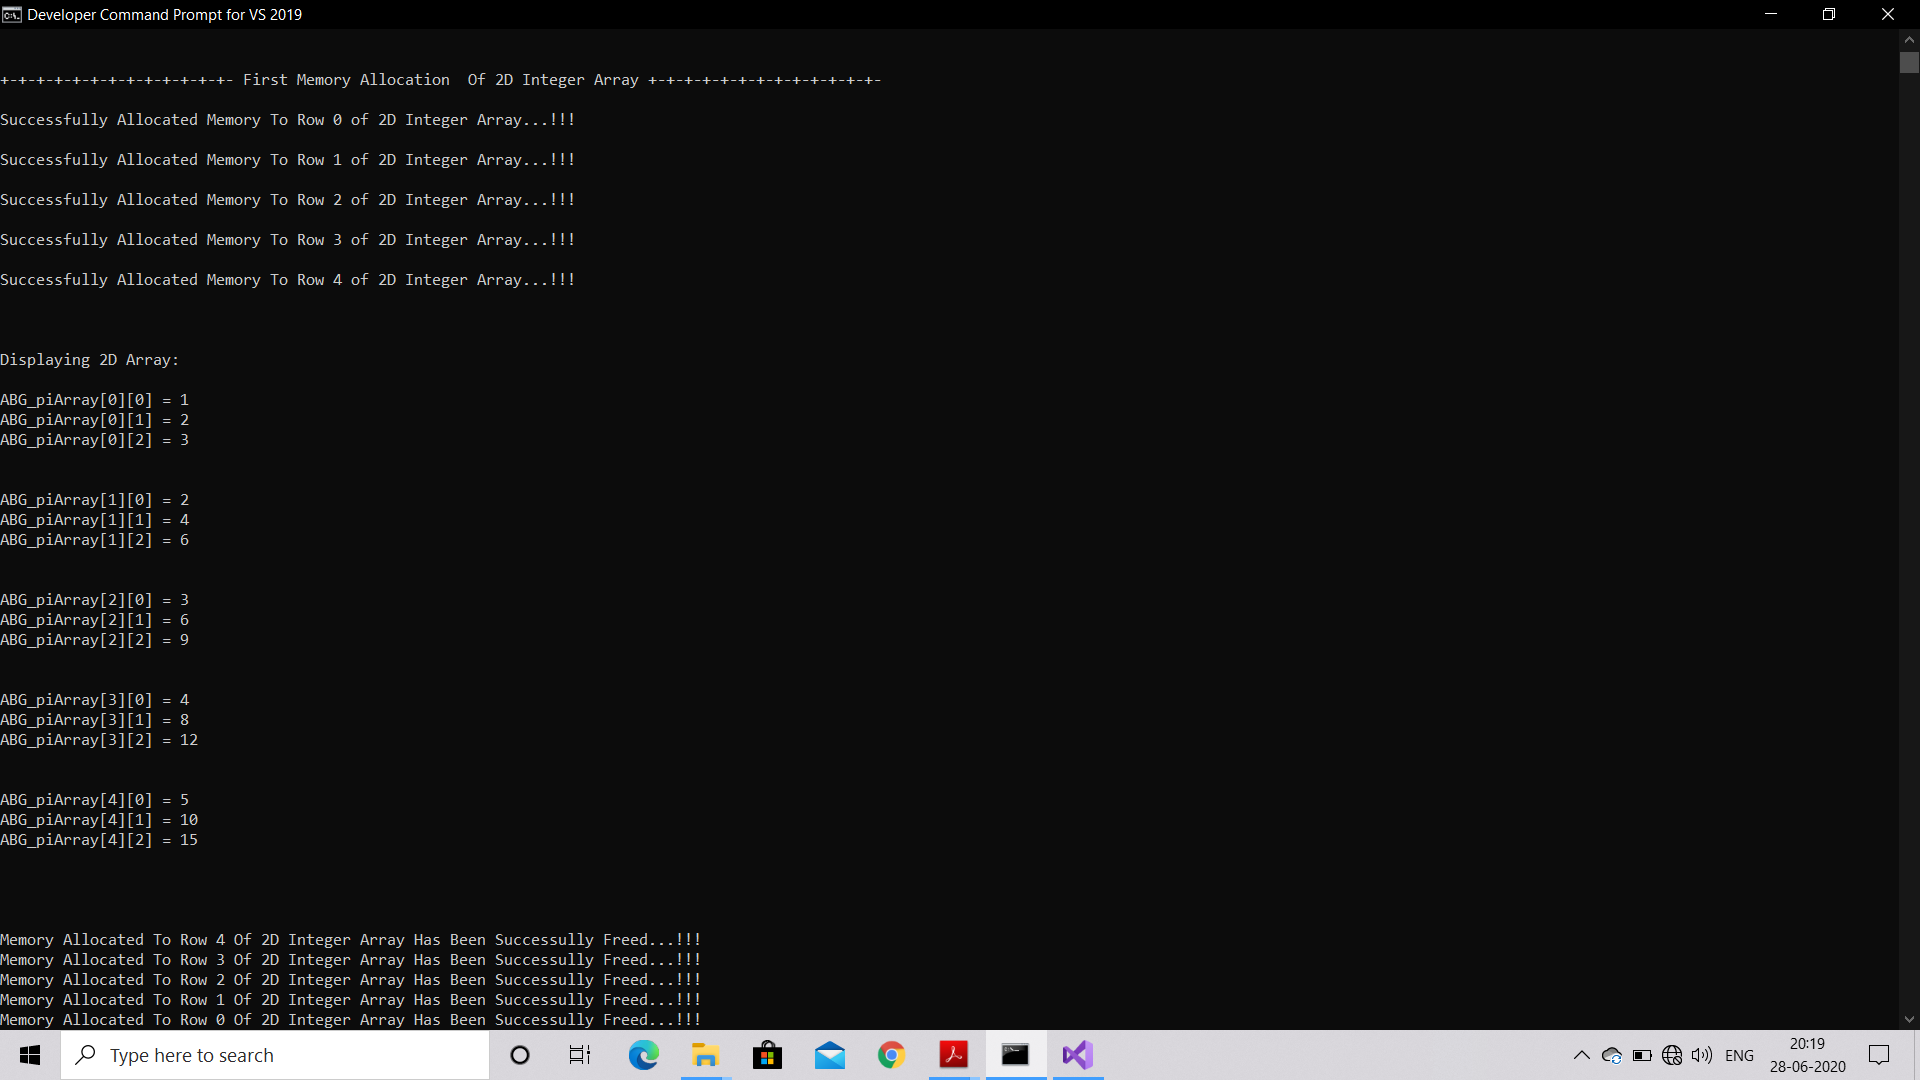 Developer Command Prompt for VS 2019
+-+-+-+-+-+-+-+-+-+-+-+-+- First Memory Allocation  Of 2D Integer Array +-+-+-+-+-+-+-+-+-+-+-+-+-
Successfully Allocated Memory To Row 0 of 2D Integer Array...!!!
Successfully Allocated Memory To Row 1 of 2D Integer Array...!!!
Successfully Allocated Memory To Row 2 of 2D Integer Array...!!!
Successfully Allocated Memory To Row 3 of 2D Integer Array...!!!
Successfully Allocated Memory To Row 4 of 2D Integer Array...!!!
Displaying 2D Array:
ABG_piArray[0][0] = 1
ABG_piArray[0][1] = 2
ABG_piArray[0][2] = 3
ABG_piArray[1][0] = 2
ABG_piArray[1][1] = 4
ABG_piArray[1][2] = 6
ABG_piArray[2][0] = 3
ABG_piArray[2][1] = 6
ABG_piArray[2][2] = 9
ABG_piArray[3][0] = 4
ABG_piArray[3][1] = 8
ABG_piArray[3][2] = 12
ABG_piArray[4][0] = 5
ABG_piArray[4][1] = 10
ABG_piArray[4][2] = 15
Memory Allocated To Row 4 Of 2D Integer Array Has Been Successully Freed...!!!
Memory Allocated To Row 3 Of 2D Integer Array Has Been Successully Freed...!!!
Memory Allocated To Row 2 Of 2D Integer Array Has Been Successully Freed...!!!
Memory Allocated To Row 1 Of 2D Integer Array Has Been Successully Freed...!!!
Memory Allocated To Row 0 Of 2D Integer Array Has Been Successully Freed...!!!
Type here to search
ENG
20:19
28-06-2020